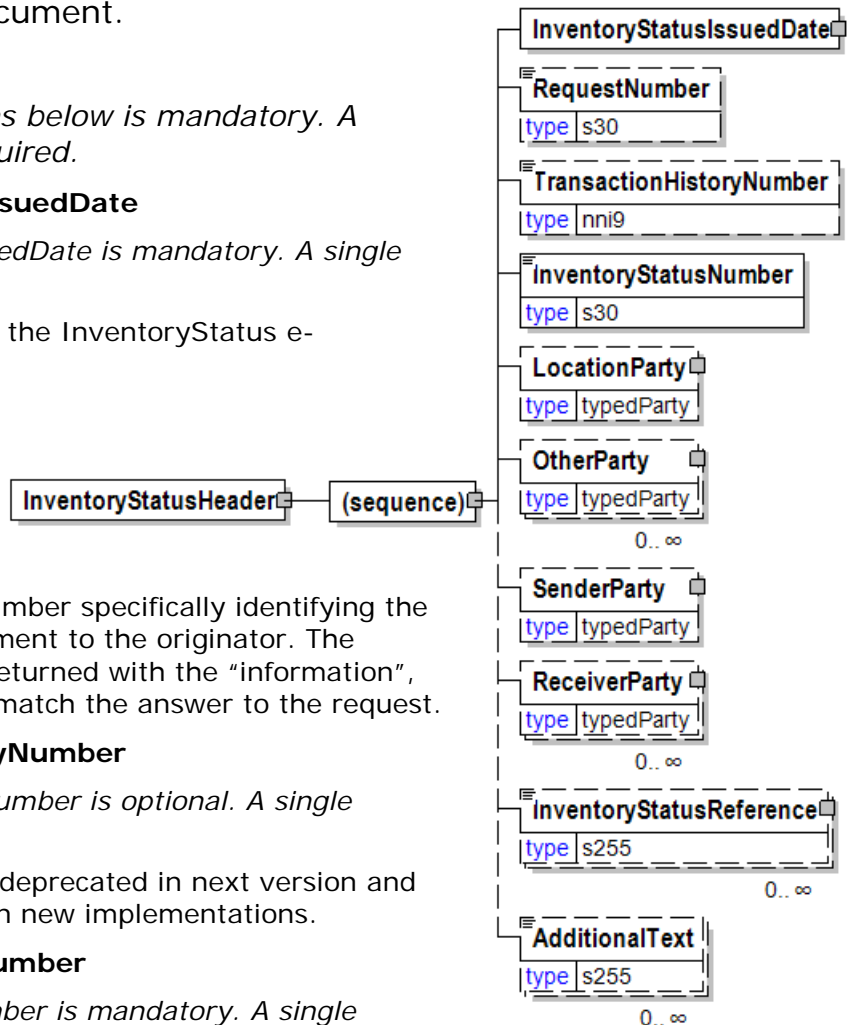 cument.
s below is mandatory. A
uired.
ssuedDate
edDate is mandatory. A single
the InventoryStatus e-
umber specifically identifying the
ment to the originator. The
eturned with the “information”,
match the answer to the request.
yNumber
umber is optional. A single
deprecated in next version and
n new implementations.
umber
ber is mandatory. A single
InventoryStatusHeader
(sequence)
InventoryStatusIssuedDate
RequestNumber
type s30
TransactionHistoryNumber
type nni9
InventoryStatusNumber
type s30
LocationParty
type typedParty
OtherParty
type typedParty
0.. ∞
SenderParty
type typedParty
ReceiverParty
type typedParty
0.. ∞
InventoryStatusReference
type s255
0.. ∞
AdditionalText
type s255
0.. ∞